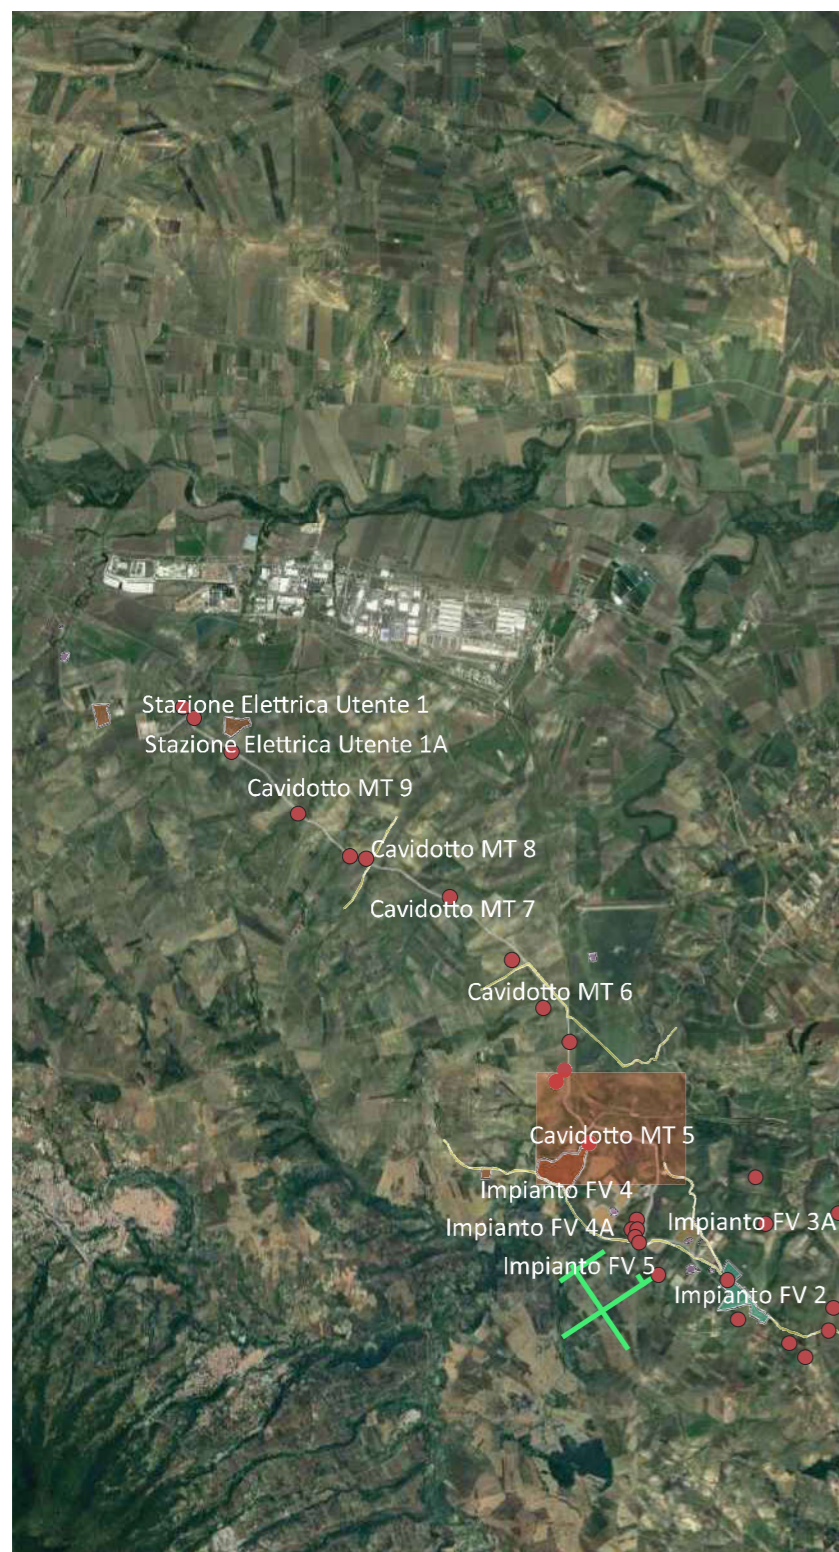 Stazione Elettrica Utente 1
Stazione Elettrica Utente 1A
Cavidotto MT 9
Cavidotto MT 8
Cavidotto MT 7
Cavidotto MT 6
Cavidotto MT 5
Impianto FV 4
Impianto FV 4A
Impianto FV 3A
Impianto FV 5
Impianto FV 2